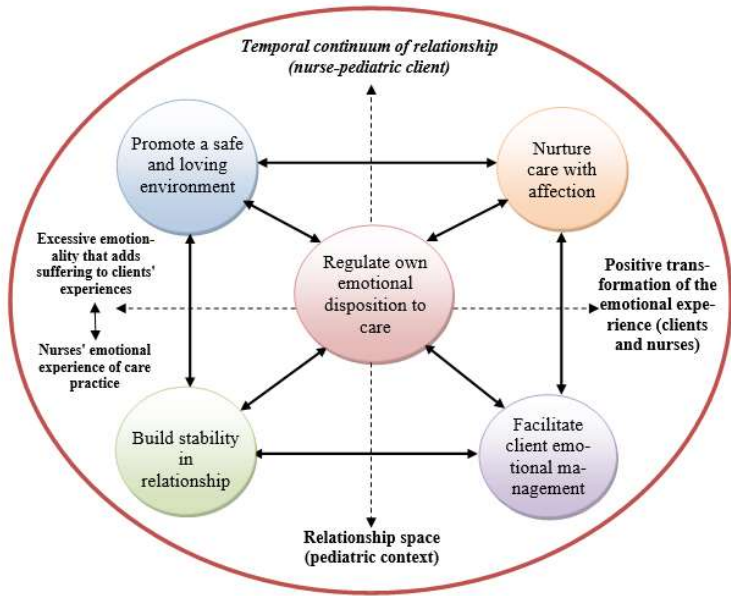 Temporal continuum of relationship
(nurse-pediatric client)
Promote a safe
and loving
environment
Nurture
care with
affection
Excessive emotion-
ality that adds
suffering to clients'
experiences
Nurses' emotional
experience of care
practice
Regulate own
emotional
disposition to
care
Positive trans-
formation of the
emotional expe-
rience (clients
and nurses)
Build stability
in
relationship
Facilitate
client emo-
tional ma-
nagement
Relationship space
(pediatric context)